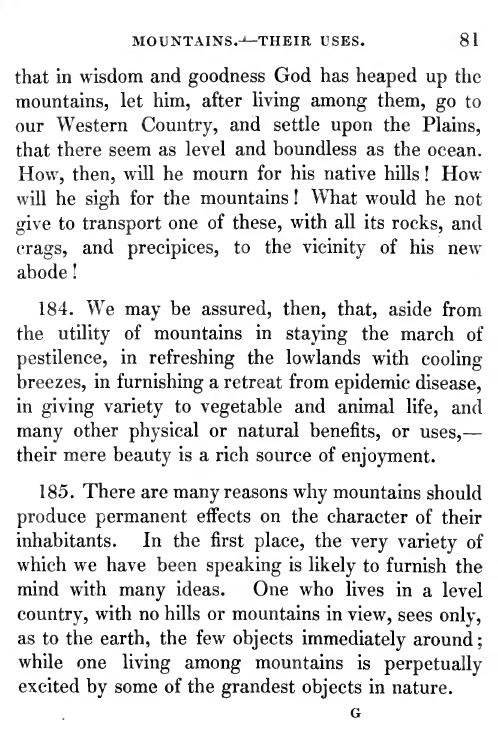 MOUNTAINS.—THEIR USES. 81
that in wisdom and goodness God has heaped up the
mountains, let him, after living among them, go to
our Western Country, and settle upon the Plains,
that there seem as level and boundless as the ocean.
How, then, will he mourn for his native hills! How
will he sigh for the mountains! What would he not
give to transport one of these, with all its rocks, and
crags, and precipices, to the vicinity of his new
abode!
184. We may be assured, then, that, aside from
the utility of mountains in staying the march of
pestilence, in refreshing the lowlands with cooling
breezes, in furnishing a retreat from epidemic disease,
in giving variety to vegetable and animal life, and
many other physical or natural benefits, or uses,—
their mere beauty is a rich source of enjoyment.
185. There are many reasons why mountains should
produce permanent effects on the character of their
inhabitants. In the first place, the very variety of
which we have been speaking is likely to furnish the
mind with many ideas. One who lives in a level
country, with no hills or mountains in view, sees only,
as to the earth, the few objects immediately around;
while one living among mountains is perpetually
excited by some of the grandest objects in nature.
G